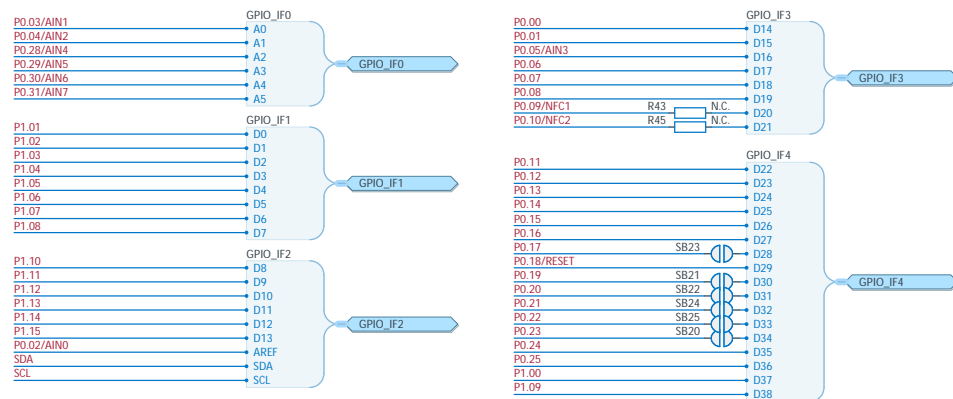 GPIO_IF0
P0.03/AIN1 A0
P0.04/AIN2 A1
P0.28/AIN4 A2
P0.29/AIN5 A3 GPIO_IF0
P0.30/AIN6 A4
P0.31/AIN7 A5
GPIO_IF1
P1.01 D0
P1.02 D1
P1.03 D2
P1.04 D3
P1.05 D4 GPIO_IF1
P1.06 D5
P1.07 D6
P1.08 D7
GPIO_IF2
P1.10 D8
P1.11 D9
P1.12 D10
P1.13 D11
P1.14 D12 GPIO_IF2
P1.15 D13
P0.02/AIN0 AREF
SDA SDA
SCL SCL
GPIO_IF3
P0.00 D14
P0.01 D15
P0.05/AIN3 D16
P0.06 D17
P0.07 D18 GPIO_IF3
P0.08 D19
P0.09/NFC1 R43 N.C. D20
P0.10/NFC2 R45 N.C. D21
GPIO_IF4
P0.11 D22
P0.12 D23
P0.13 D24
P0.14 D25
P0.15 D26
P0.16 D27
P0.17 SB23 D28
P0.18/RESET D29
P0.19 SB21 D30 GPIO_IF4
P0.20 SB22 D31
P0.21 SB24 D32
P0.22 SB25 D33
P0.23 SB20 D34
P0.24 D35
P0.25 D36
P1.00 D37
P1.09 D38